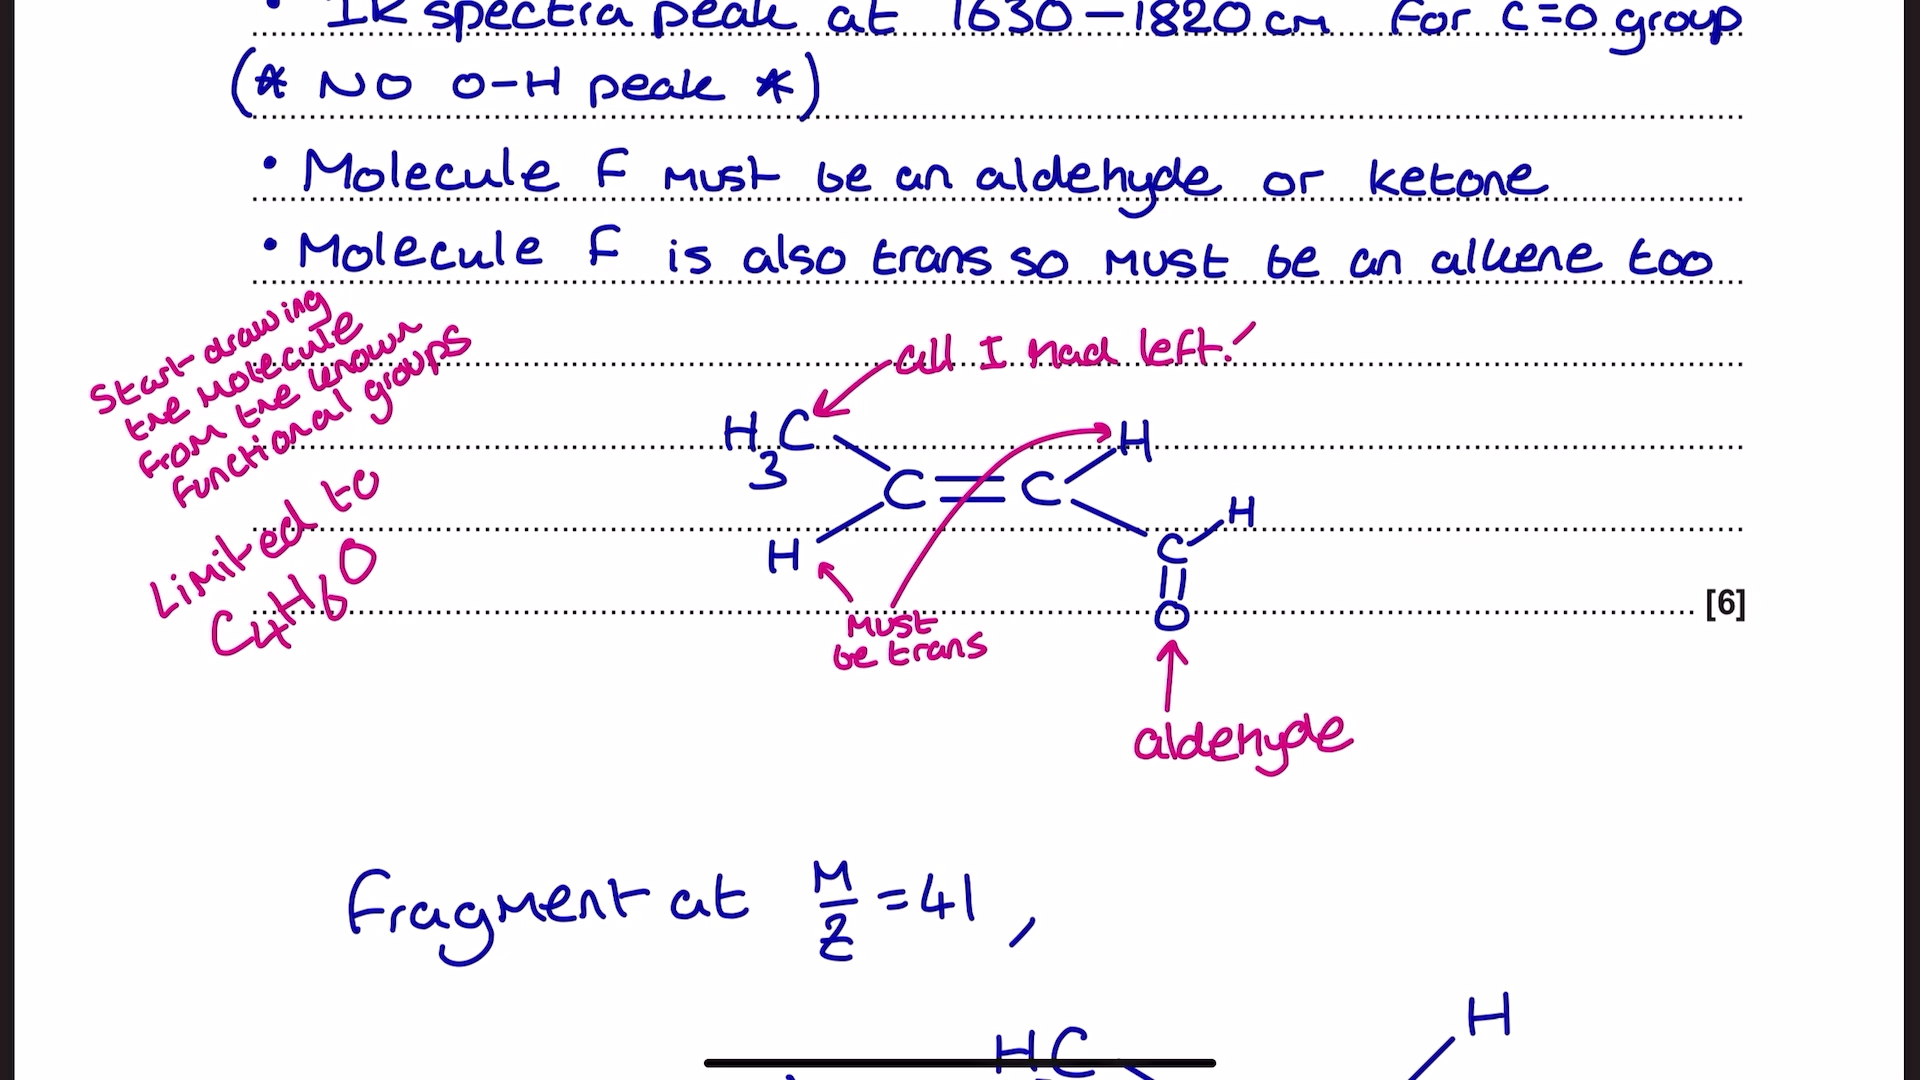 • IR spectra peak at 1630-1820cm for C=O group
(* NO O-H peak *)
• Molecule F must be an aldehyde or ketone
• Molecule F is also trans so must be an alkene too
Start drawing
the molecule
from the known
functional groups
Limited to
C4H6O
all I had left!
H3C
H
C=C
H
H
C
O
[6]
must
be trans
aldehyde
Fragment at M/Z = 41,
H
HC